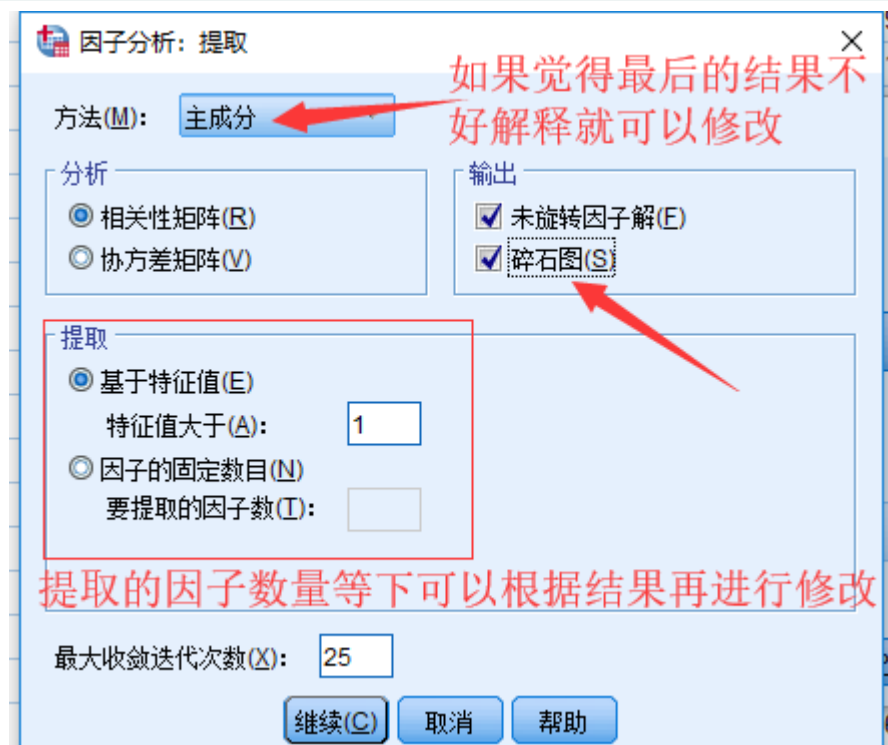 因子分析：提取
如果觉得最后的结果不
好解释就可以修改
方法(M)： 主成分
分析
相关性矩阵(R)
协方差矩阵(V)
输出
未旋转因子解(F)
碎石图(S)
提取
基于特征值(E)
特征值大于(A)： 1
因子的固定数目(N)
要提取的因子数(T)：
提取的因子数量等下可以根据结果再进行修改
最大收敛迭代次数(X)： 25
继续(C) 取消 帮助